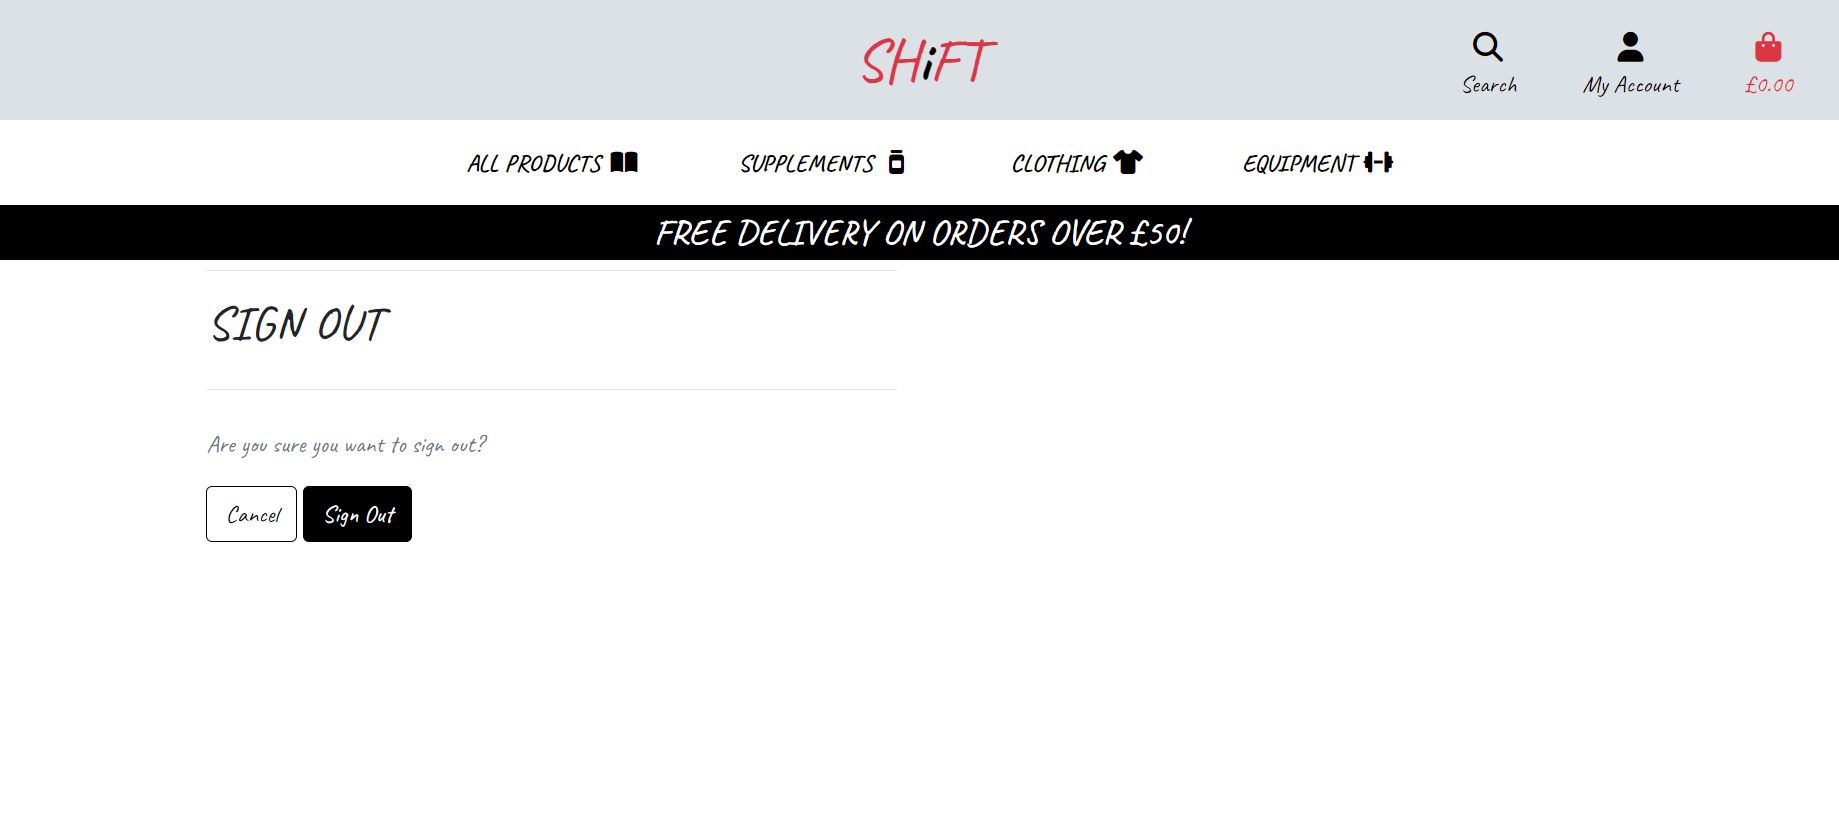 SHiFT
Search
My Account
£0.00
ALL PRODUCTS
SUPPLEMENTS
CLOTHING
EQUIPMENT
FREE DELIVERY ON ORDERS OVER £50!
SIGN OUT
Are you sure you want to sign out?
Cancel
Sign Out